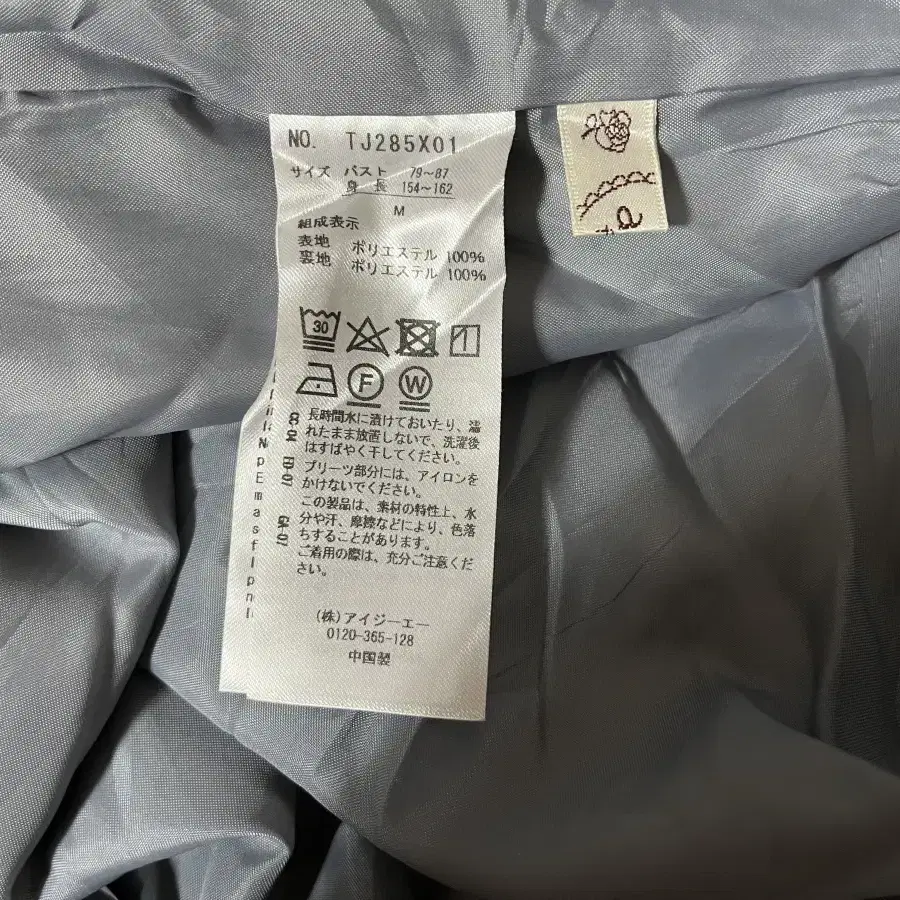 NO. TJ285X01
サイズ バスト 79~87
身長 154~162
M
組成表示
表地 ポリエステル 100%
裏地 ポリエステル 100%
30
F W
長時間水に漬けておいたり、濡
れたまま放置しないで、洗濯後
はすばやく干してください。
プリーツ部分には、アイロンを
かけないでください。
この製品は、素材の特性上、水
分や汗、摩擦などにより、色落
ちすることがあります。
ご着用の際は、充分ご注意くだ
さい。
(株)アイジーエー
0120-365-128
中国製
CC-01 ED-07 GA-07